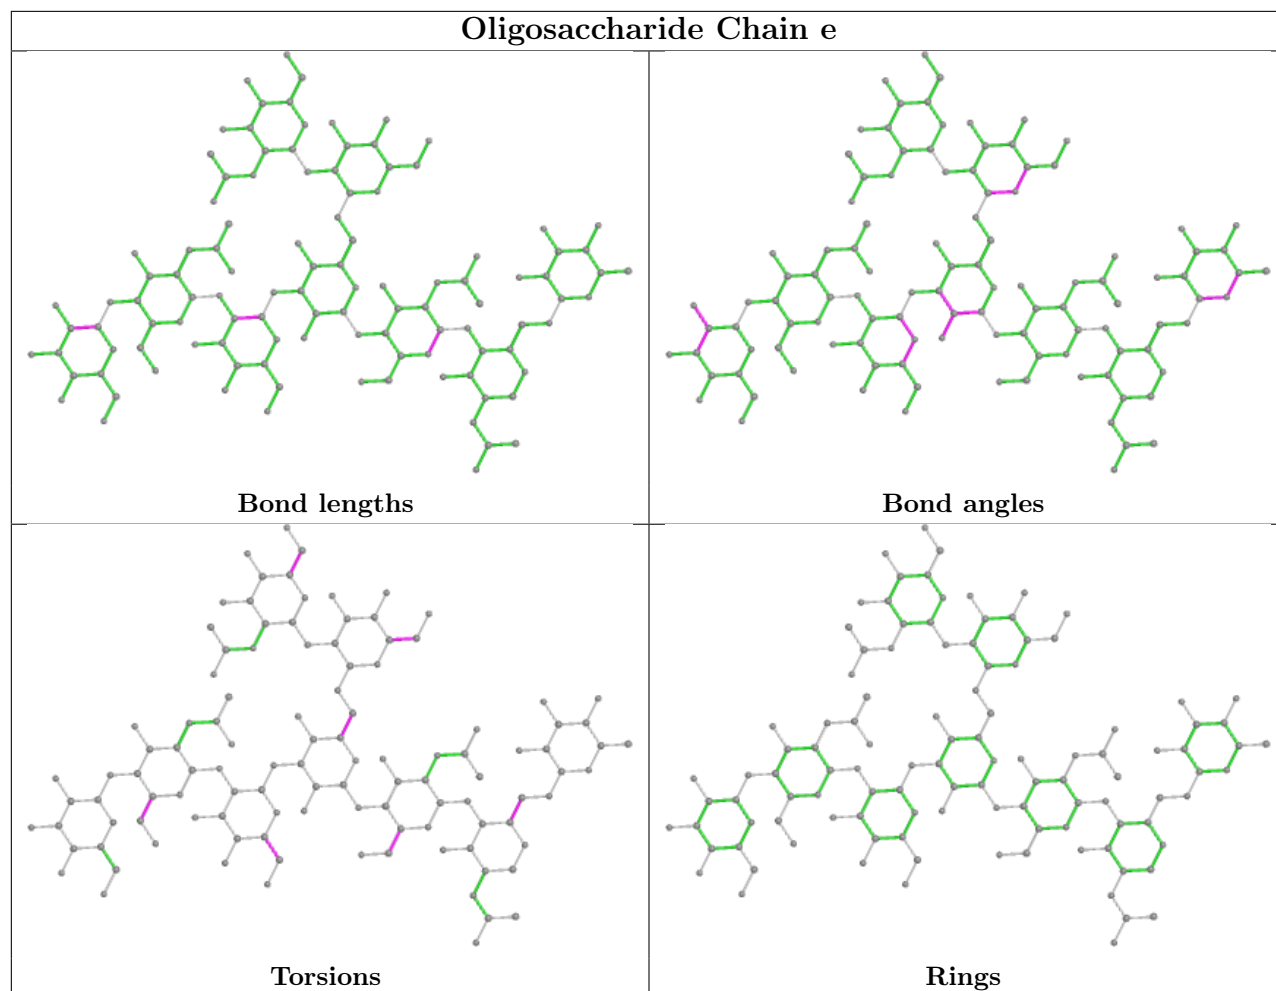 Oligosaccharide Chain e
Bond lengths
Bond angles
Torsions
Rings